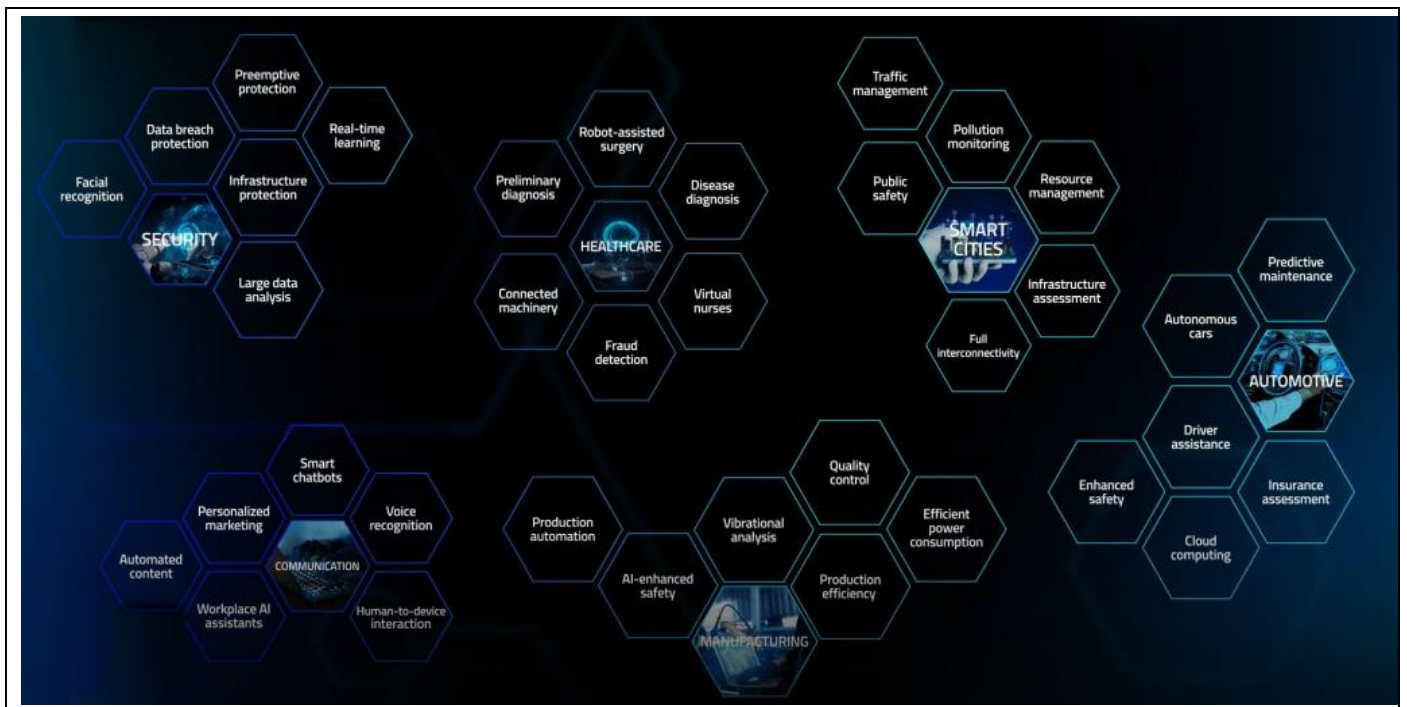 Preemptive
protection
Data breach
protection
Real-time
learning
Facial
recognition
Infrastructure
protection
SECURITY
Large data
analysis
Robot-assisted
surgery
Preliminary
diagnosis
Disease
diagnosis
HEALTHCARE
Connected
machinery
Virtual
nurses
Fraud
detection
Traffic
management
Pollution
monitoring
Public
safety
Resource
management
SMART
CITIES
Infrastructure
assessment
Full
interconnectivity
Predictive
maintenance
Autonomous
cars
AUTOMOTIVE
Driver
assistance
Enhanced
safety
Insurance
assessment
Cloud
computing
Smart
chatbots
Personalized
marketing
Voice
recognition
Automated
content
COMMUNICATION
Workplace AI
assistants
Human-to-device
interaction
Quality
control
Production
automation
Vibrational
analysis
Efficient
power
consumption
AI-enhanced
safety
Production
efficiency
MANUFACTURING